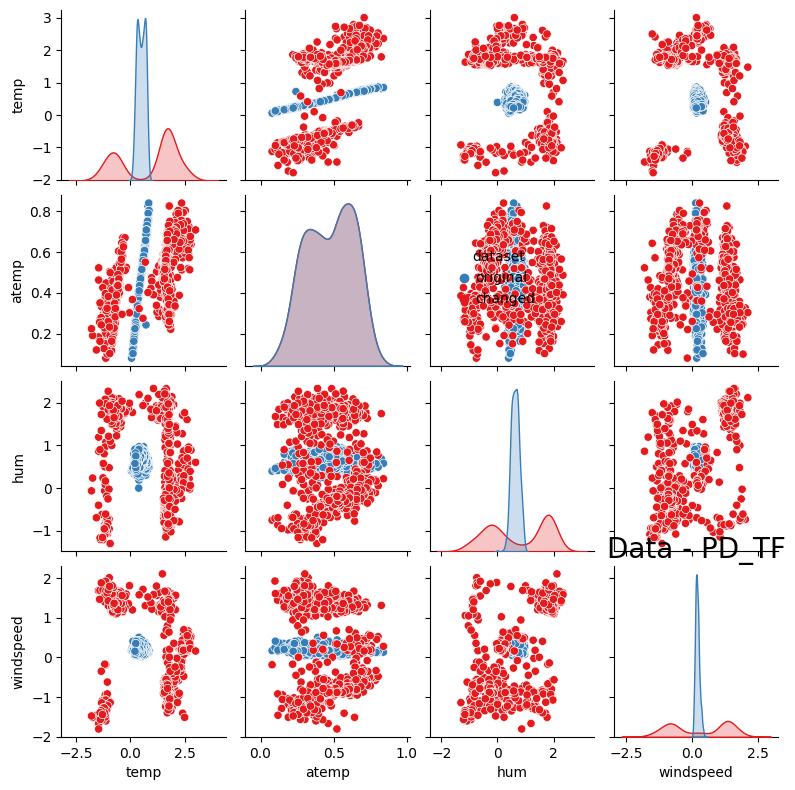 3
2
1
0
−1
−2
temp
0.8
0.6
0.4
0.2
atemp
dataset
original
changed
2
1
0
−1
hum
Data - PD_TF
2
1
0
−1
−2
windspeed
−2.5 0.0 2.5
0.0 0.5 1.0
−2 0 2
−2.5 0.0 2.5
temp atemp hum windspeed